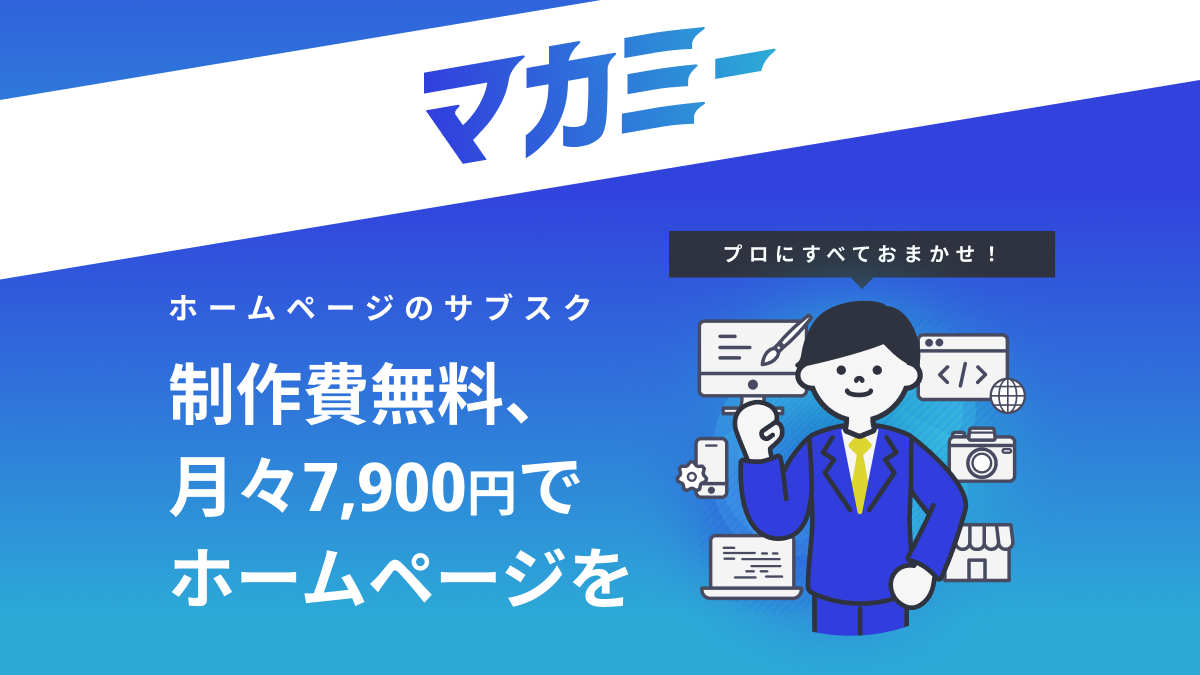 マカミー
プロにすべておまかせ！
ホームページのサブスク
制作費無料、
月々7,900円で
ホームページを
</>